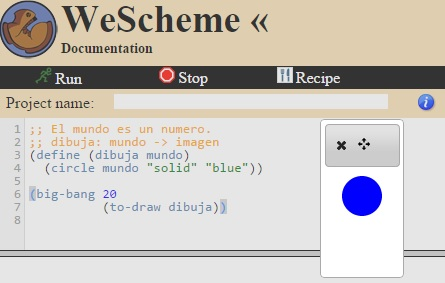 WeScheme «
Documentation
Run Stop Recipe
Project name:
1 ;; El mundo es un numero.
2 ;; dibuja: mundo -> imagen
3 (define (dibuja mundo)
4 (circle mundo "solid" "blue"))
5
6 (big-bang 20
7 (to-draw dibuja))
8